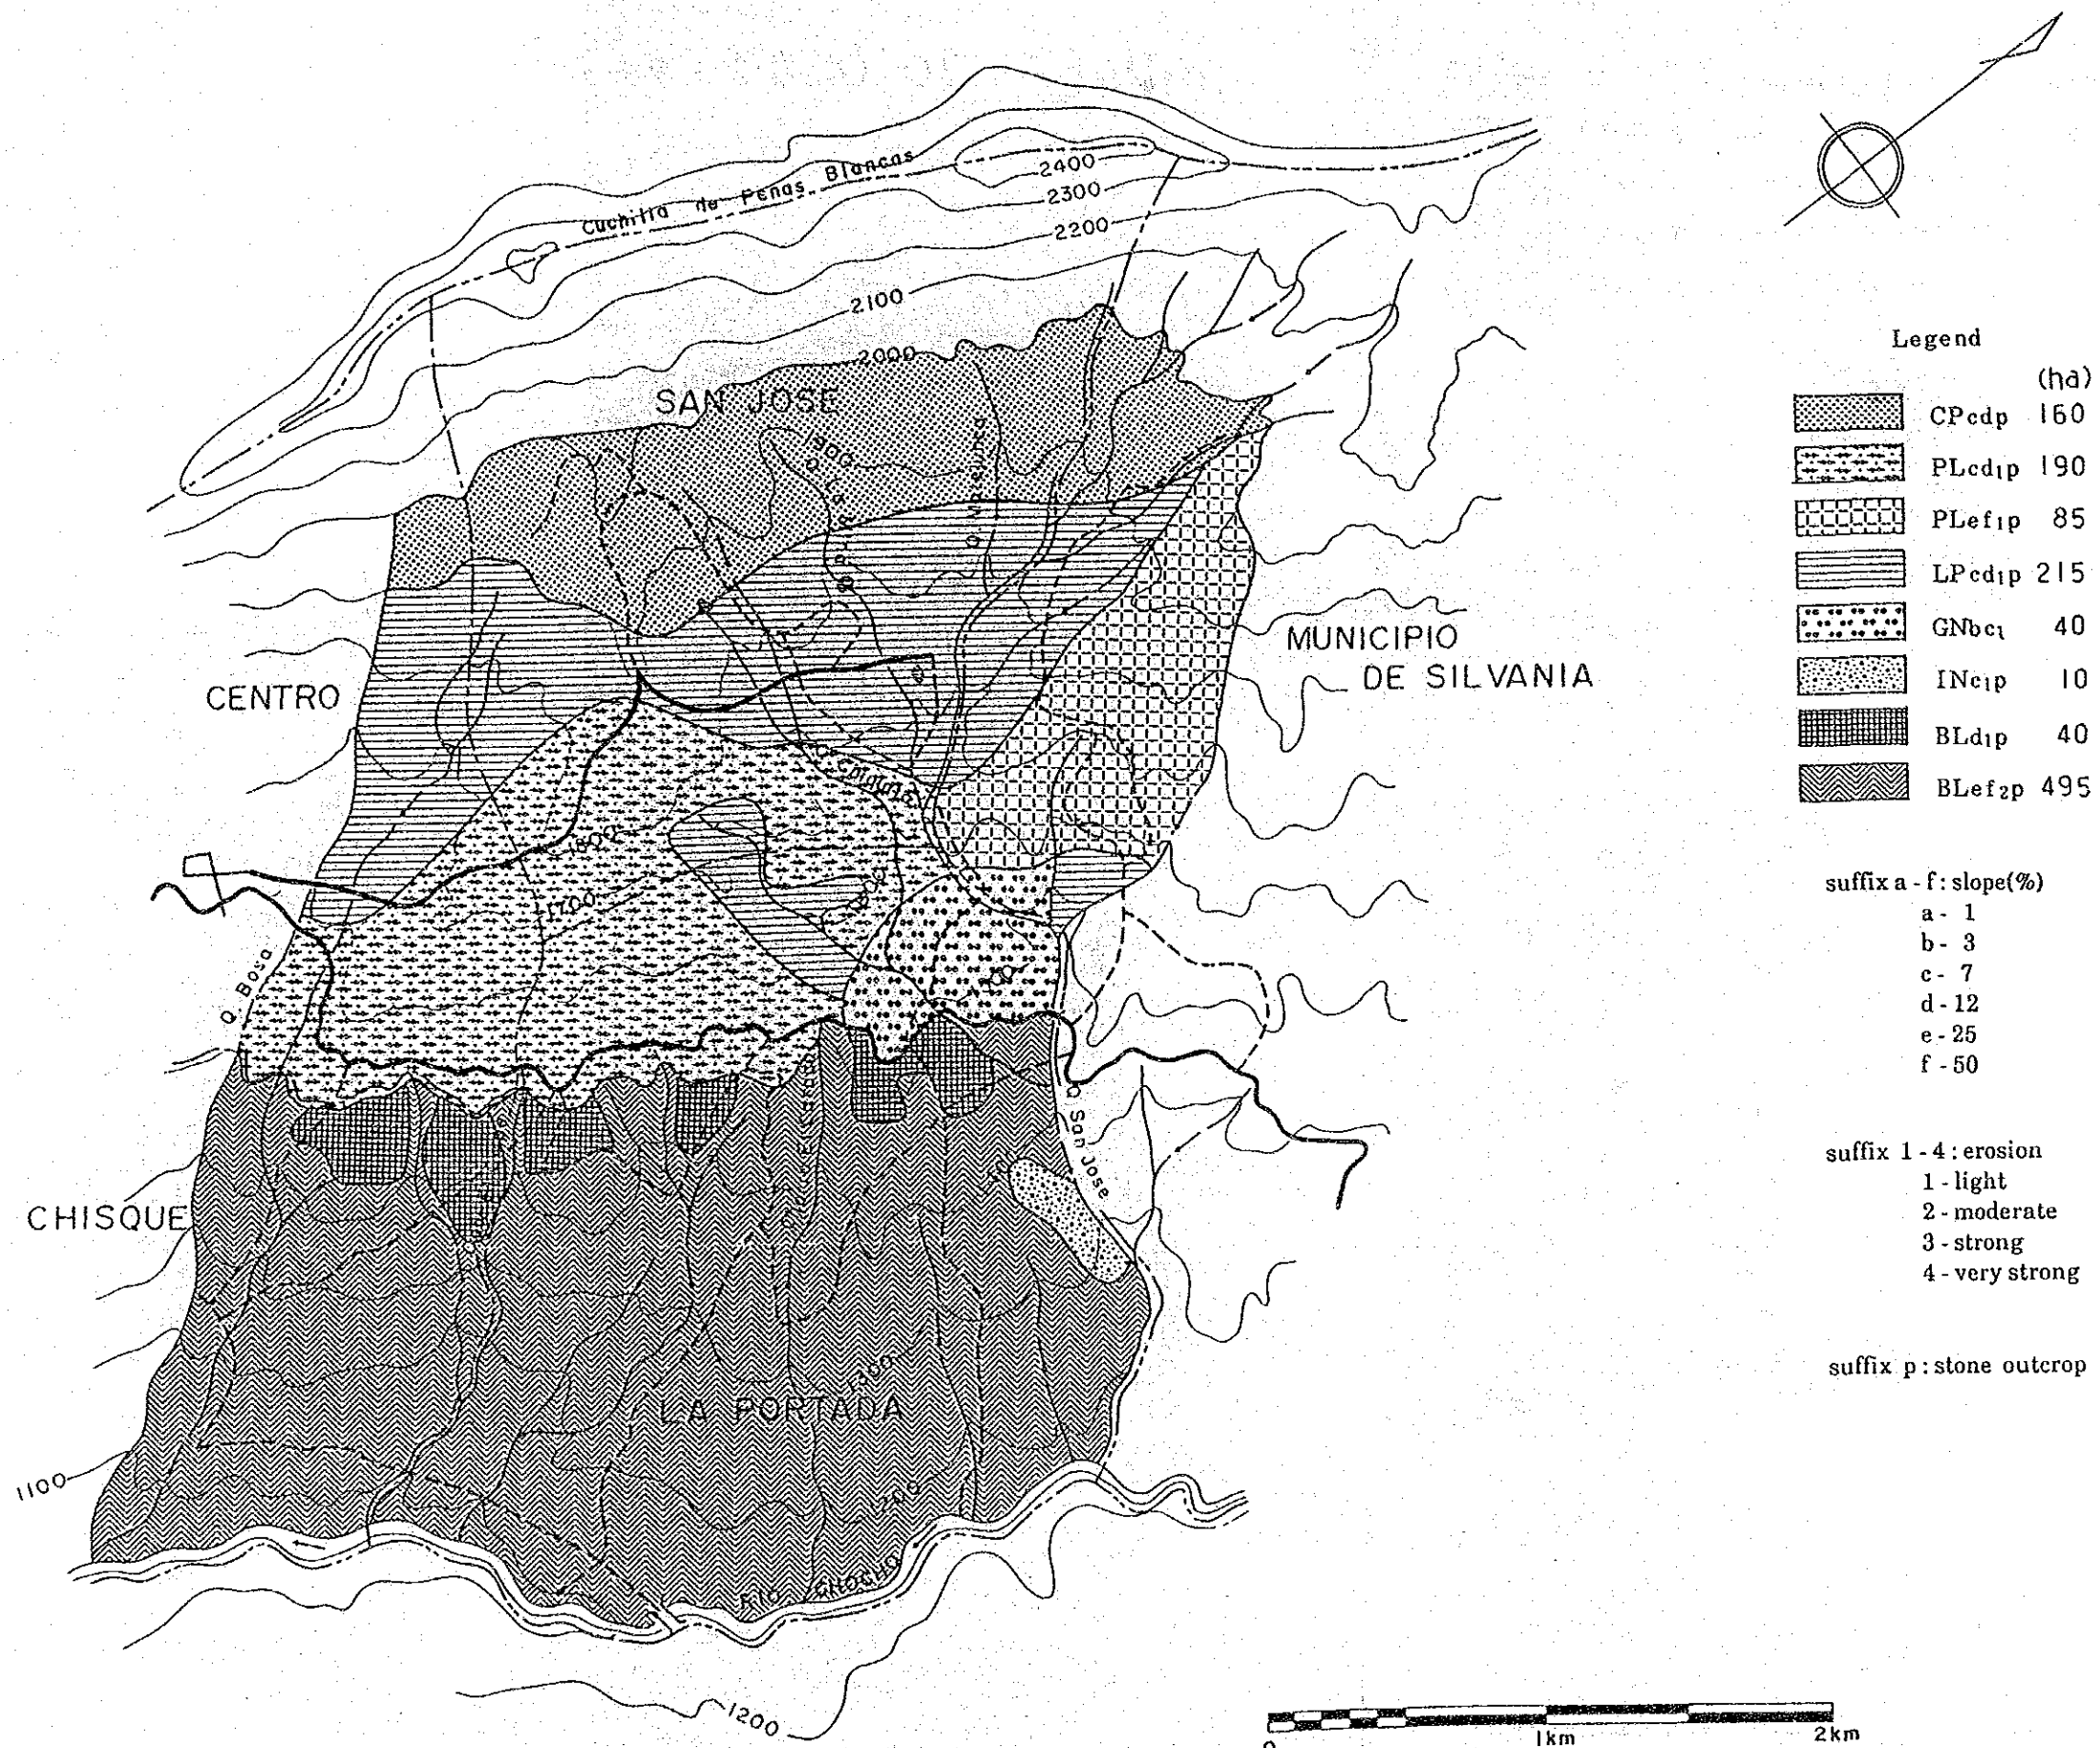 Cuchilla de Peñas Blancas
2400
2300
2200
2100
2000
SAN JOSE
1900
CENTRO
MUNICIPIO
DE SILVANIA
1800
1700
Q. Bosa
Q San Jose
CHISQUE
1300
LA PORTADA
1100
1200
RIO CHOCHO
1200
Legend
(ha)
CPcdp 160
PLcd1p 190
PLef1p 85
LPcd1p 215
GNbc1 40
INc1p 10
BLd1p 40
BLef2p 495
suffix a - f : slope(%)
a - 1
b - 3
c - 7
d - 12
e - 25
f - 50
suffix 1 - 4 : erosion
1 - light
2 - moderate
3 - strong
4 - very strong
suffix p : stone outcrop
0 1km 2km